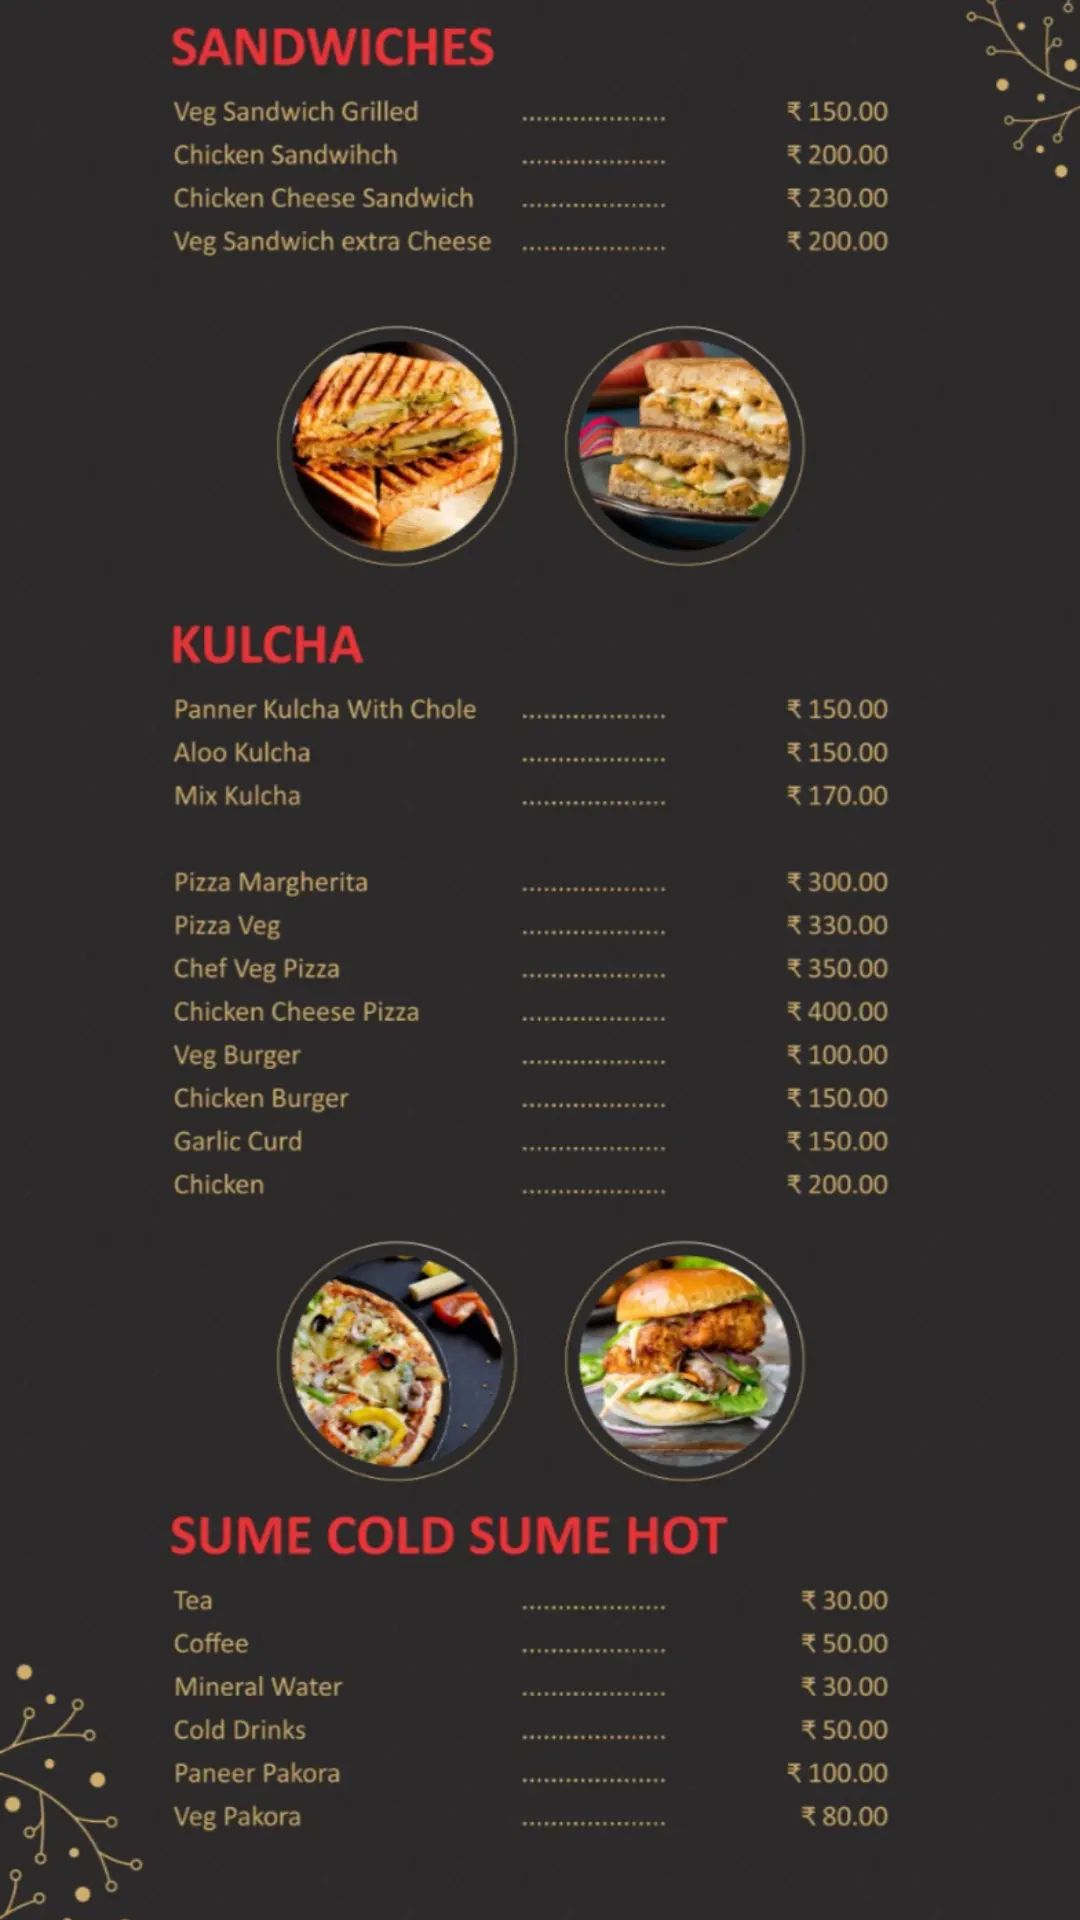 SANDWICHES
Veg Sandwich Grilled .................... ₹ 150.00
Chicken Sandwihch .................... ₹ 200.00
Chicken Cheese Sandwich .................... ₹ 230.00
Veg Sandwich extra Cheese .................... ₹ 200.00
KULCHA
Panner Kulcha With Chole .................... ₹ 150.00
Aloo Kulcha .................... ₹ 150.00
Mix Kulcha .................... ₹ 170.00
Pizza Margherita .................... ₹ 300.00
Pizza Veg .................... ₹ 330.00
Chef Veg Pizza .................... ₹ 350.00
Chicken Cheese Pizza .................... ₹ 400.00
Veg Burger .................... ₹ 100.00
Chicken Burger .................... ₹ 150.00
Garlic Curd .................... ₹ 150.00
Chicken .................... ₹ 200.00
SUME COLD SUME HOT
Tea .................... ₹ 30.00
Coffee .................... ₹ 50.00
Mineral Water .................... ₹ 30.00
Cold Drinks .................... ₹ 50.00
Paneer Pakora .................... ₹ 100.00
Veg Pakora .................... ₹ 80.00